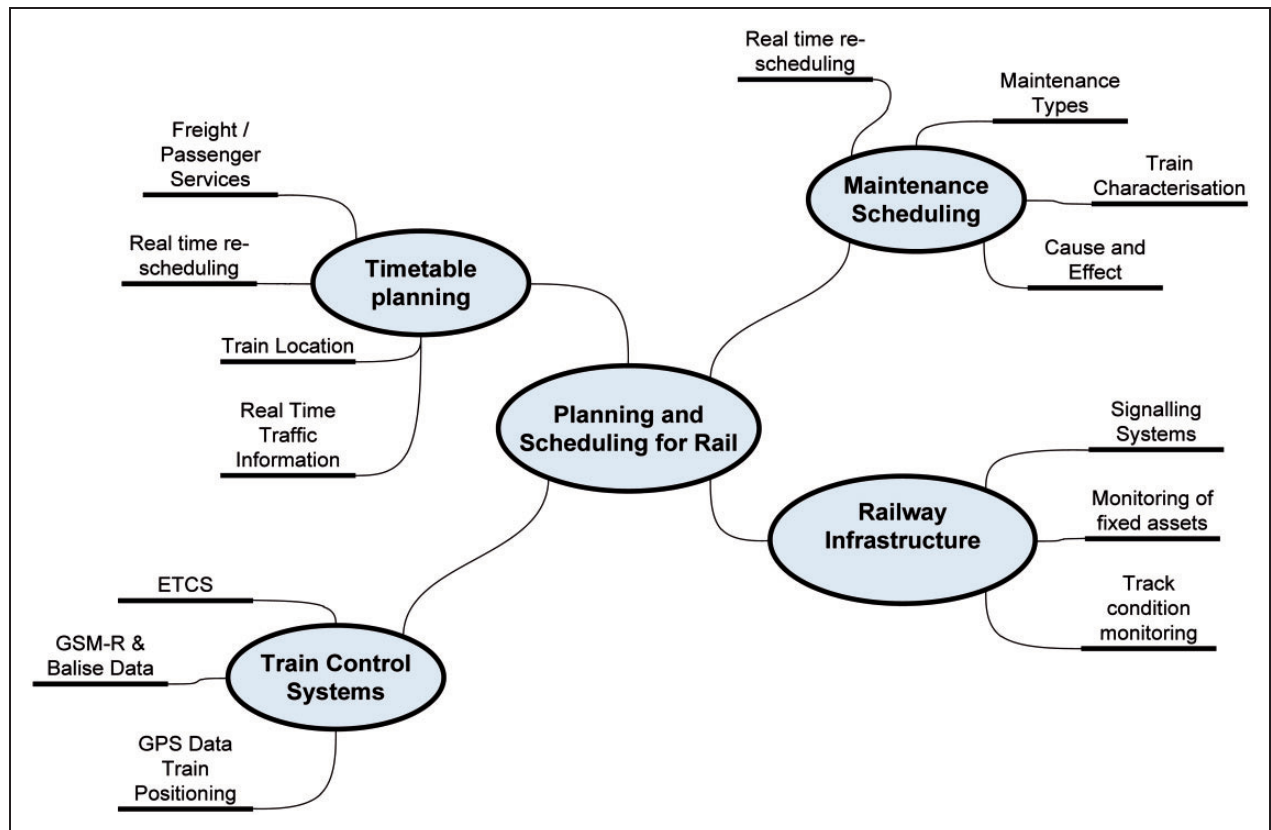 Real time re-
scheduling
Maintenance
Types
Train
Characterisation
Cause and
Effect
Maintenance
Scheduling
Freight /
Passenger
Services
Real time re-
scheduling
Train Location
Real Time
Traffic
Information
Timetable
planning
Planning and
Scheduling for Rail
Signalling
Systems
Monitoring of
fixed assets
Track
condition
monitoring
Railway
Infrastructure
ETCS
GSM-R &
Balise Data
GPS Data
Train
Positioning
Train Control
Systems